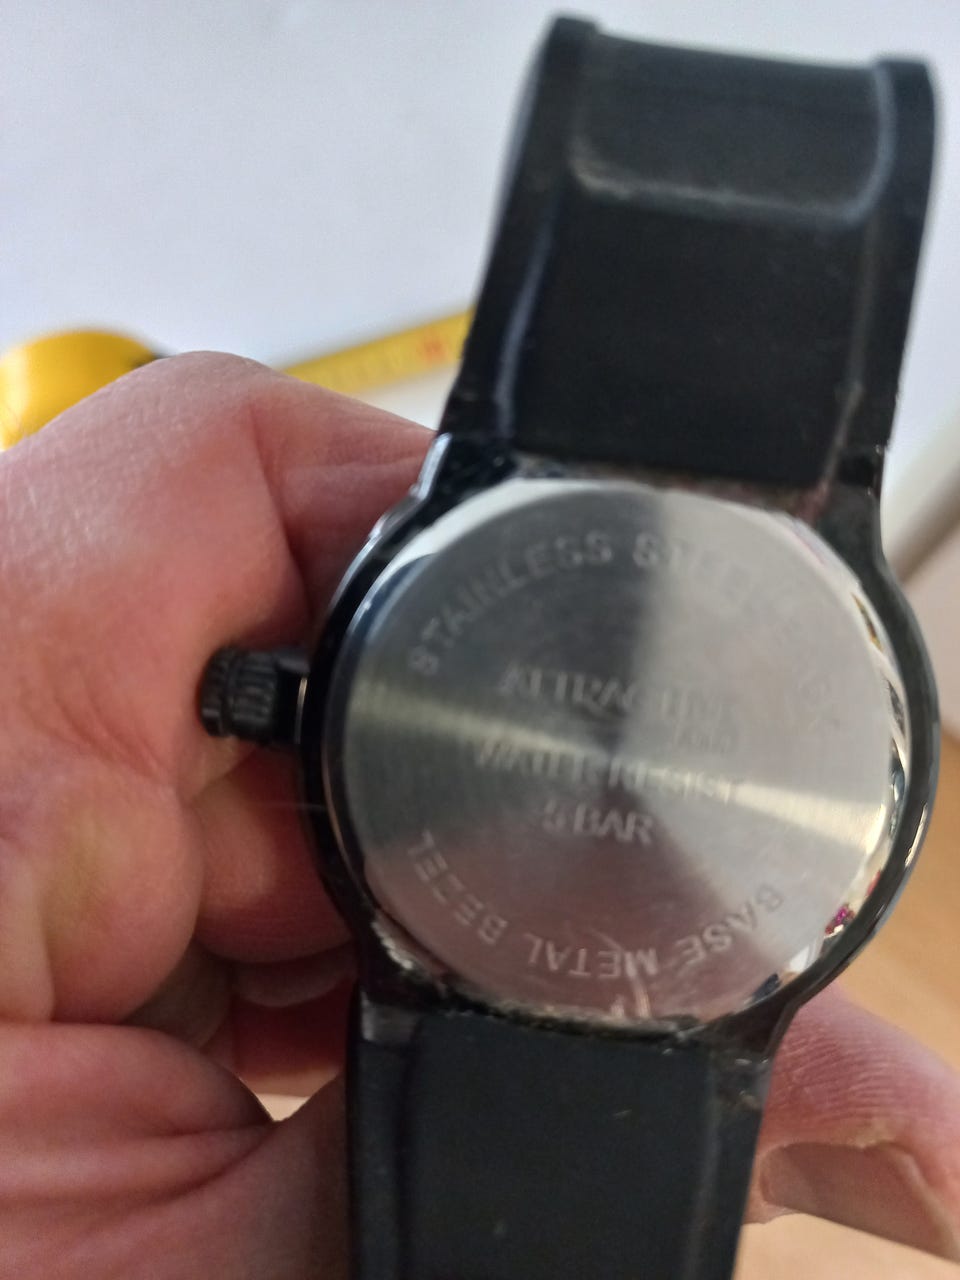 STAINLESS STEEL BACK
ATTRACTIVE
WATER RESIST
5 BAR
BASE METAL BEZEL